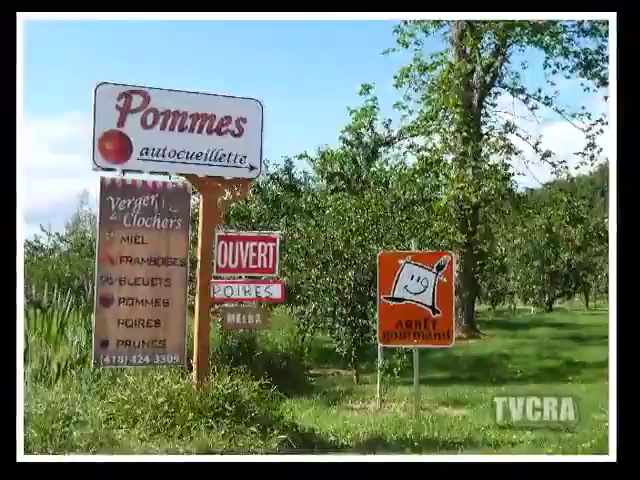 Pommes
autocueillette
Verger
Clochers
MIEL
FRAMBOISES
BLEUETS
POMMES
POIRES
PRUNES
(418) 424-3309
OUVERT
POIRES
MELBA
ARRÊT
gourmand
TVCRA